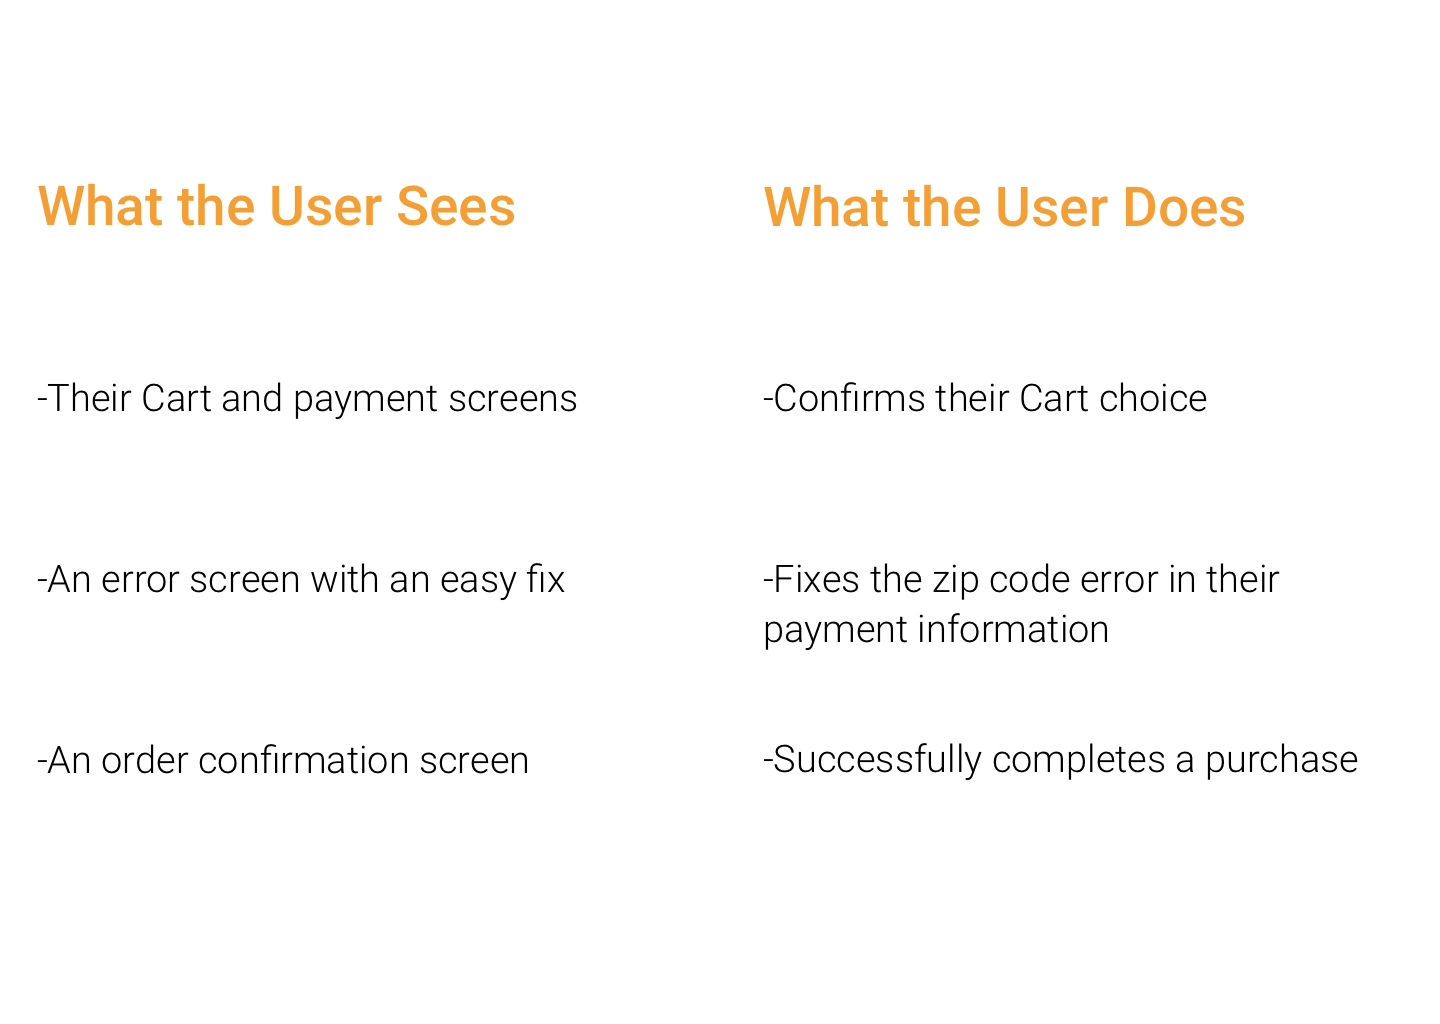 What the User Sees
-Their Cart and payment screens
-An error screen with an easy fix
-An order confirmation screen
What the User Does
-Confirms their Cart choice
-Fixes the zip code error in their
payment information
-Successfully completes a purchase